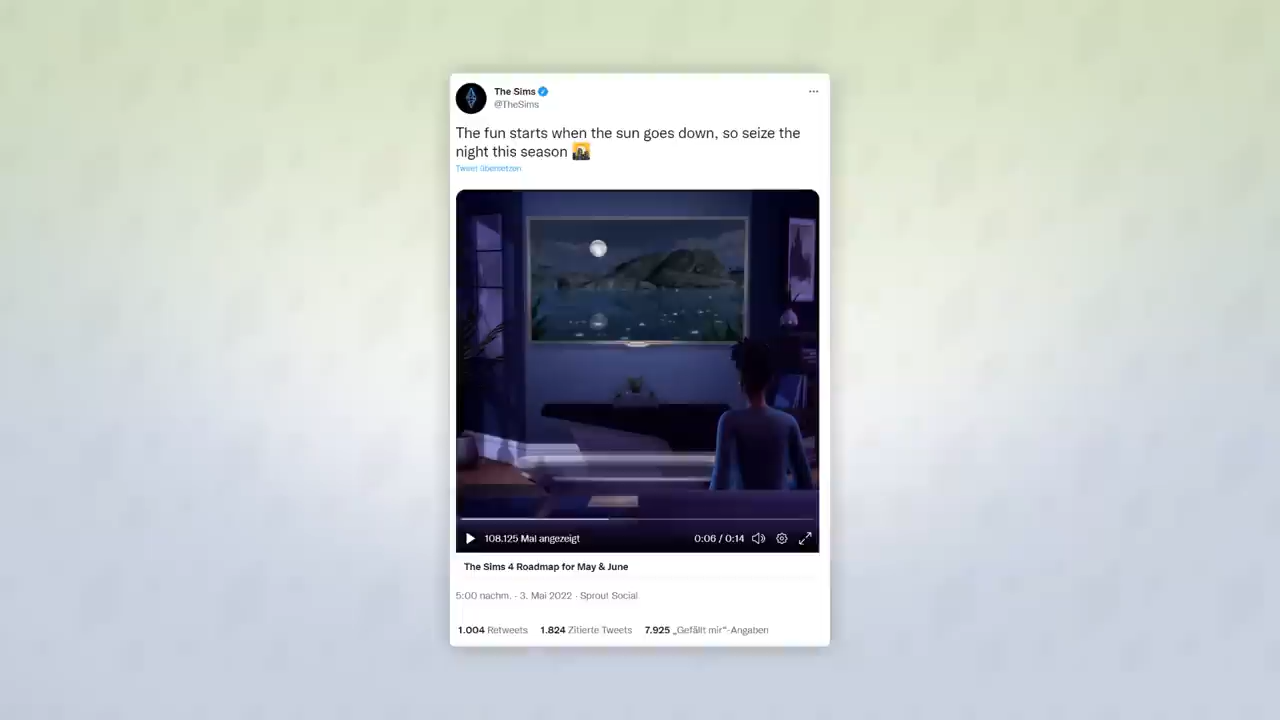 The Sims
@TheSims
The fun starts when the sun goes down, so seize the
night this season
Tweet übersetzen
108.125 Mal angezeigt
0:06 / 0:14
The Sims 4 Roadmap for May & June
5:00 nachm. · 3. Mai 2022 · Sprout Social
1.004 Retweets 1.824 Zitierte Tweets 7.925 „Gefällt mir“-Angaben